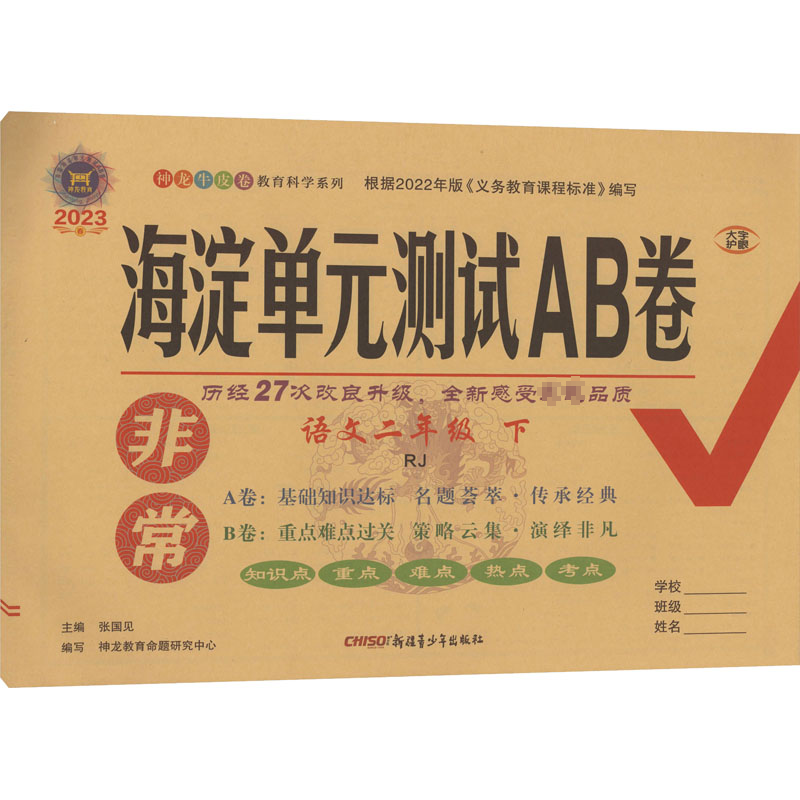 神龙牛皮卷 教育科学系列 根据2022年版《义务教育课程标准》编写
神龙教育
2023
卷
海淀单元测试AB卷
大字
护眼
历经27次改良升级，全新感受品质
非常
语文二年级 下
RJ
A卷：基础知识达标 名题荟萃·传承经典
B卷：重点难点过关 策略云集·演绎非凡
知识点 重点 难点 热点 考点
学校
班级
姓名
主编 张国见
编写 神龙教育命题研究中心
CHISO 新疆青少年出版社